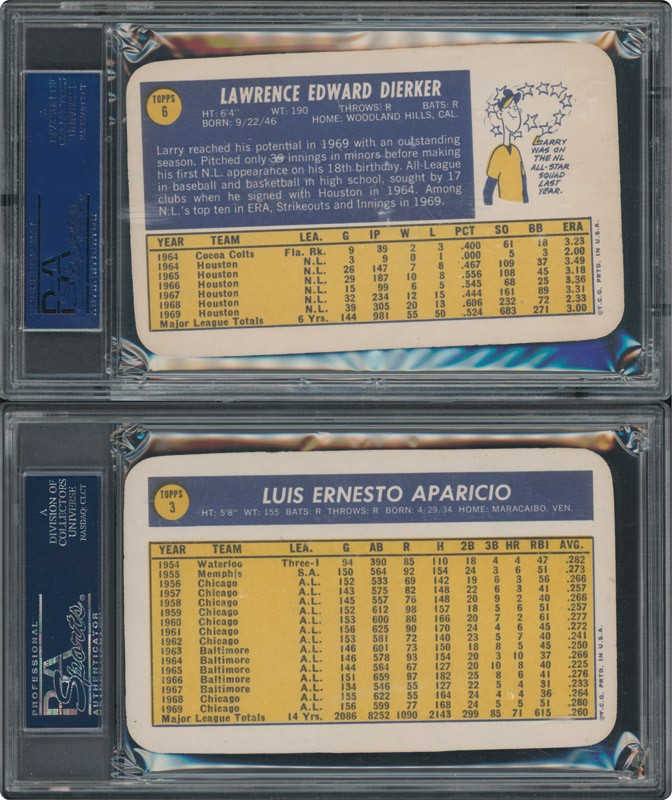 A
DIVISION OF
COLLECTORS
UNIVERSE
NASDAQ: CLCT
PSA
AUTHENTICATOR
TOPPS
6
LAWRENCE EDWARD DIERKER
HT: 6'4" WT: 190 THROWS: R BATS: R
BORN: 9/22/46 HOME: WOODLAND HILLS, CAL.
Larry reached his potential in 1969 with an outstanding
season. Pitched only 39 innings in minors before making
his first N.L. appearance on his 18th birthday. All-League
in baseball and basketball in high school, sought by 17
clubs when he signed with Houston in 1964. Among
N.L.'s top ten in ERA, Strikeouts and Innings in 1969.
LARRY
WAS ON
THE NL
ALL-STAR
SQUAD
LAST
YEAR.
YEAR TEAM LEA. G IP W L PCT SO BB ERA
1964 Cocoa Colts Fla. Rk. 9 39 2 3 .400 61 18 3.23
1964 Houston N.L. 3 9 0 1 .000 5 3 2.00
1965 Houston N.L. 26 147 7 8 .467 109 37 3.49
1966 Houston N.L. 29 187 10 8 .556 108 45 3.18
1967 Houston N.L. 15 99 6 5 .545 68 25 3.36
1968 Houston N.L. 32 234 12 15 .444 161 89 3.31
1969 Houston N.L. 39 305 20 13 .606 232 72 2.33
Major League Totals 6 Yrs. 144 981 55 50 .524 683 271 3.00
©T.C.G. PRTD. IN U.S.A.
A
DIVISION OF
COLLECTORS
UNIVERSE
NASDAQ: CLCT
PROFESSIONAL
PSA
Sports
AUTHENTICATOR
TOPPS
3
LUIS ERNESTO APARICIO
HT: 5'8" WT: 155 BATS: R THROWS: R BORN: 4/29/34 HOME: MARACAIBO, VEN.
YEAR TEAM LEA. G AB R H 2B 3B HR RBI AVG.
1954 Waterloo Three-I 94 390 85 110 18 4 4 47 .282
1955 Memphis S.A. 150 564 92 154 24 3 6 51 .273
1956 Chicago A.L. 152 533 69 142 19 6 3 56 .266
1957 Chicago A.L. 143 575 82 148 22 6 3 41 .257
1958 Chicago A.L. 145 557 76 148 20 9 2 40 .266
1959 Chicago A.L. 152 612 98 157 18 5 6 51 .257
1960 Chicago A.L. 153 600 86 166 20 7 2 61 .277
1961 Chicago A.L. 156 625 90 170 24 4 6 45 .272
1962 Chicago A.L. 153 581 72 140 23 5 7 40 .241
1963 Baltimore A.L. 146 601 73 150 18 8 5 45 .250
1964 Baltimore A.L. 146 578 93 154 20 3 10 37 .266
1965 Baltimore A.L. 144 564 67 127 20 10 8 40 .225
1966 Baltimore A.L. 151 659 97 182 25 8 6 41 .276
1967 Baltimore A.L. 134 546 55 127 22 5 4 31 .233
1968 Chicago A.L. 155 622 55 164 24 4 4 36 .264
1969 Chicago A.L. 156 599 77 168 24 5 5 51 .280
Major League Totals 14 Yrs. 2086 8252 1090 2143 299 85 71 615 .260
©T.C.G. PRTD. IN U.S.A.